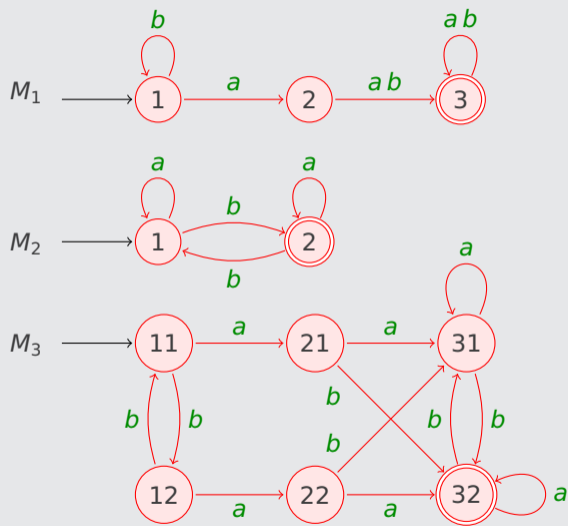 b a b
M₁ 1 a 2 a b 3
a a
M₂ 1 b 2
b
a
M₃ 11 a 21 a 31
b
b b b b b
12 a 22 a 32 a